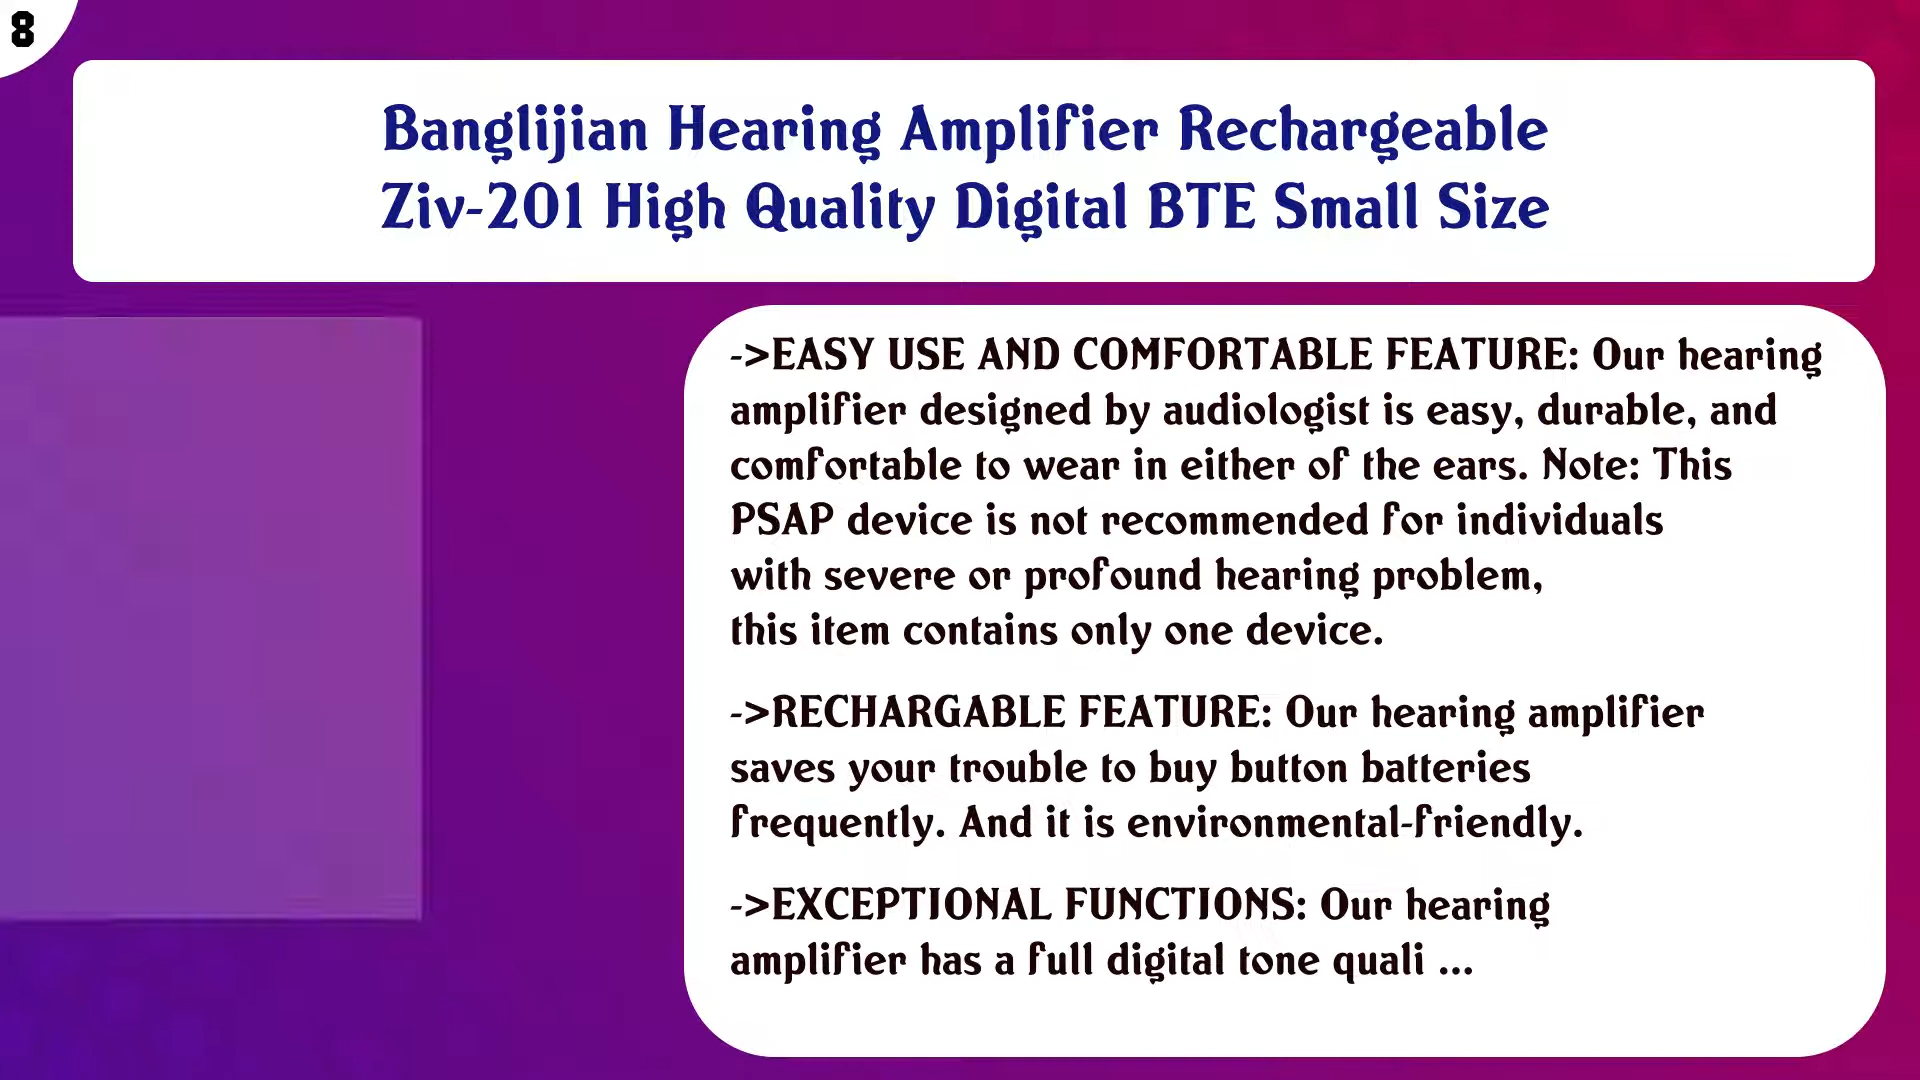 8
Banglijian Hearing Amplifier Rechargeable
Ziv-201 High Quality Digital BTE Small Size
->EASY USE AND COMFORTABLE FEATURE: Our hearing
amplifier designed by audiologist is easy, durable, and
comfortable to wear in either of the ears. Note: This
PSAP device is not recommended for individuals
with severe or profound hearing problem,
this item contains only one device.
->RECHARGABLE FEATURE: Our hearing amplifier
saves your trouble to buy button batteries
frequently. And it is environmental-friendly.
->EXCEPTIONAL FUNCTIONS: Our hearing
amplifier has a full digital tone quali ...